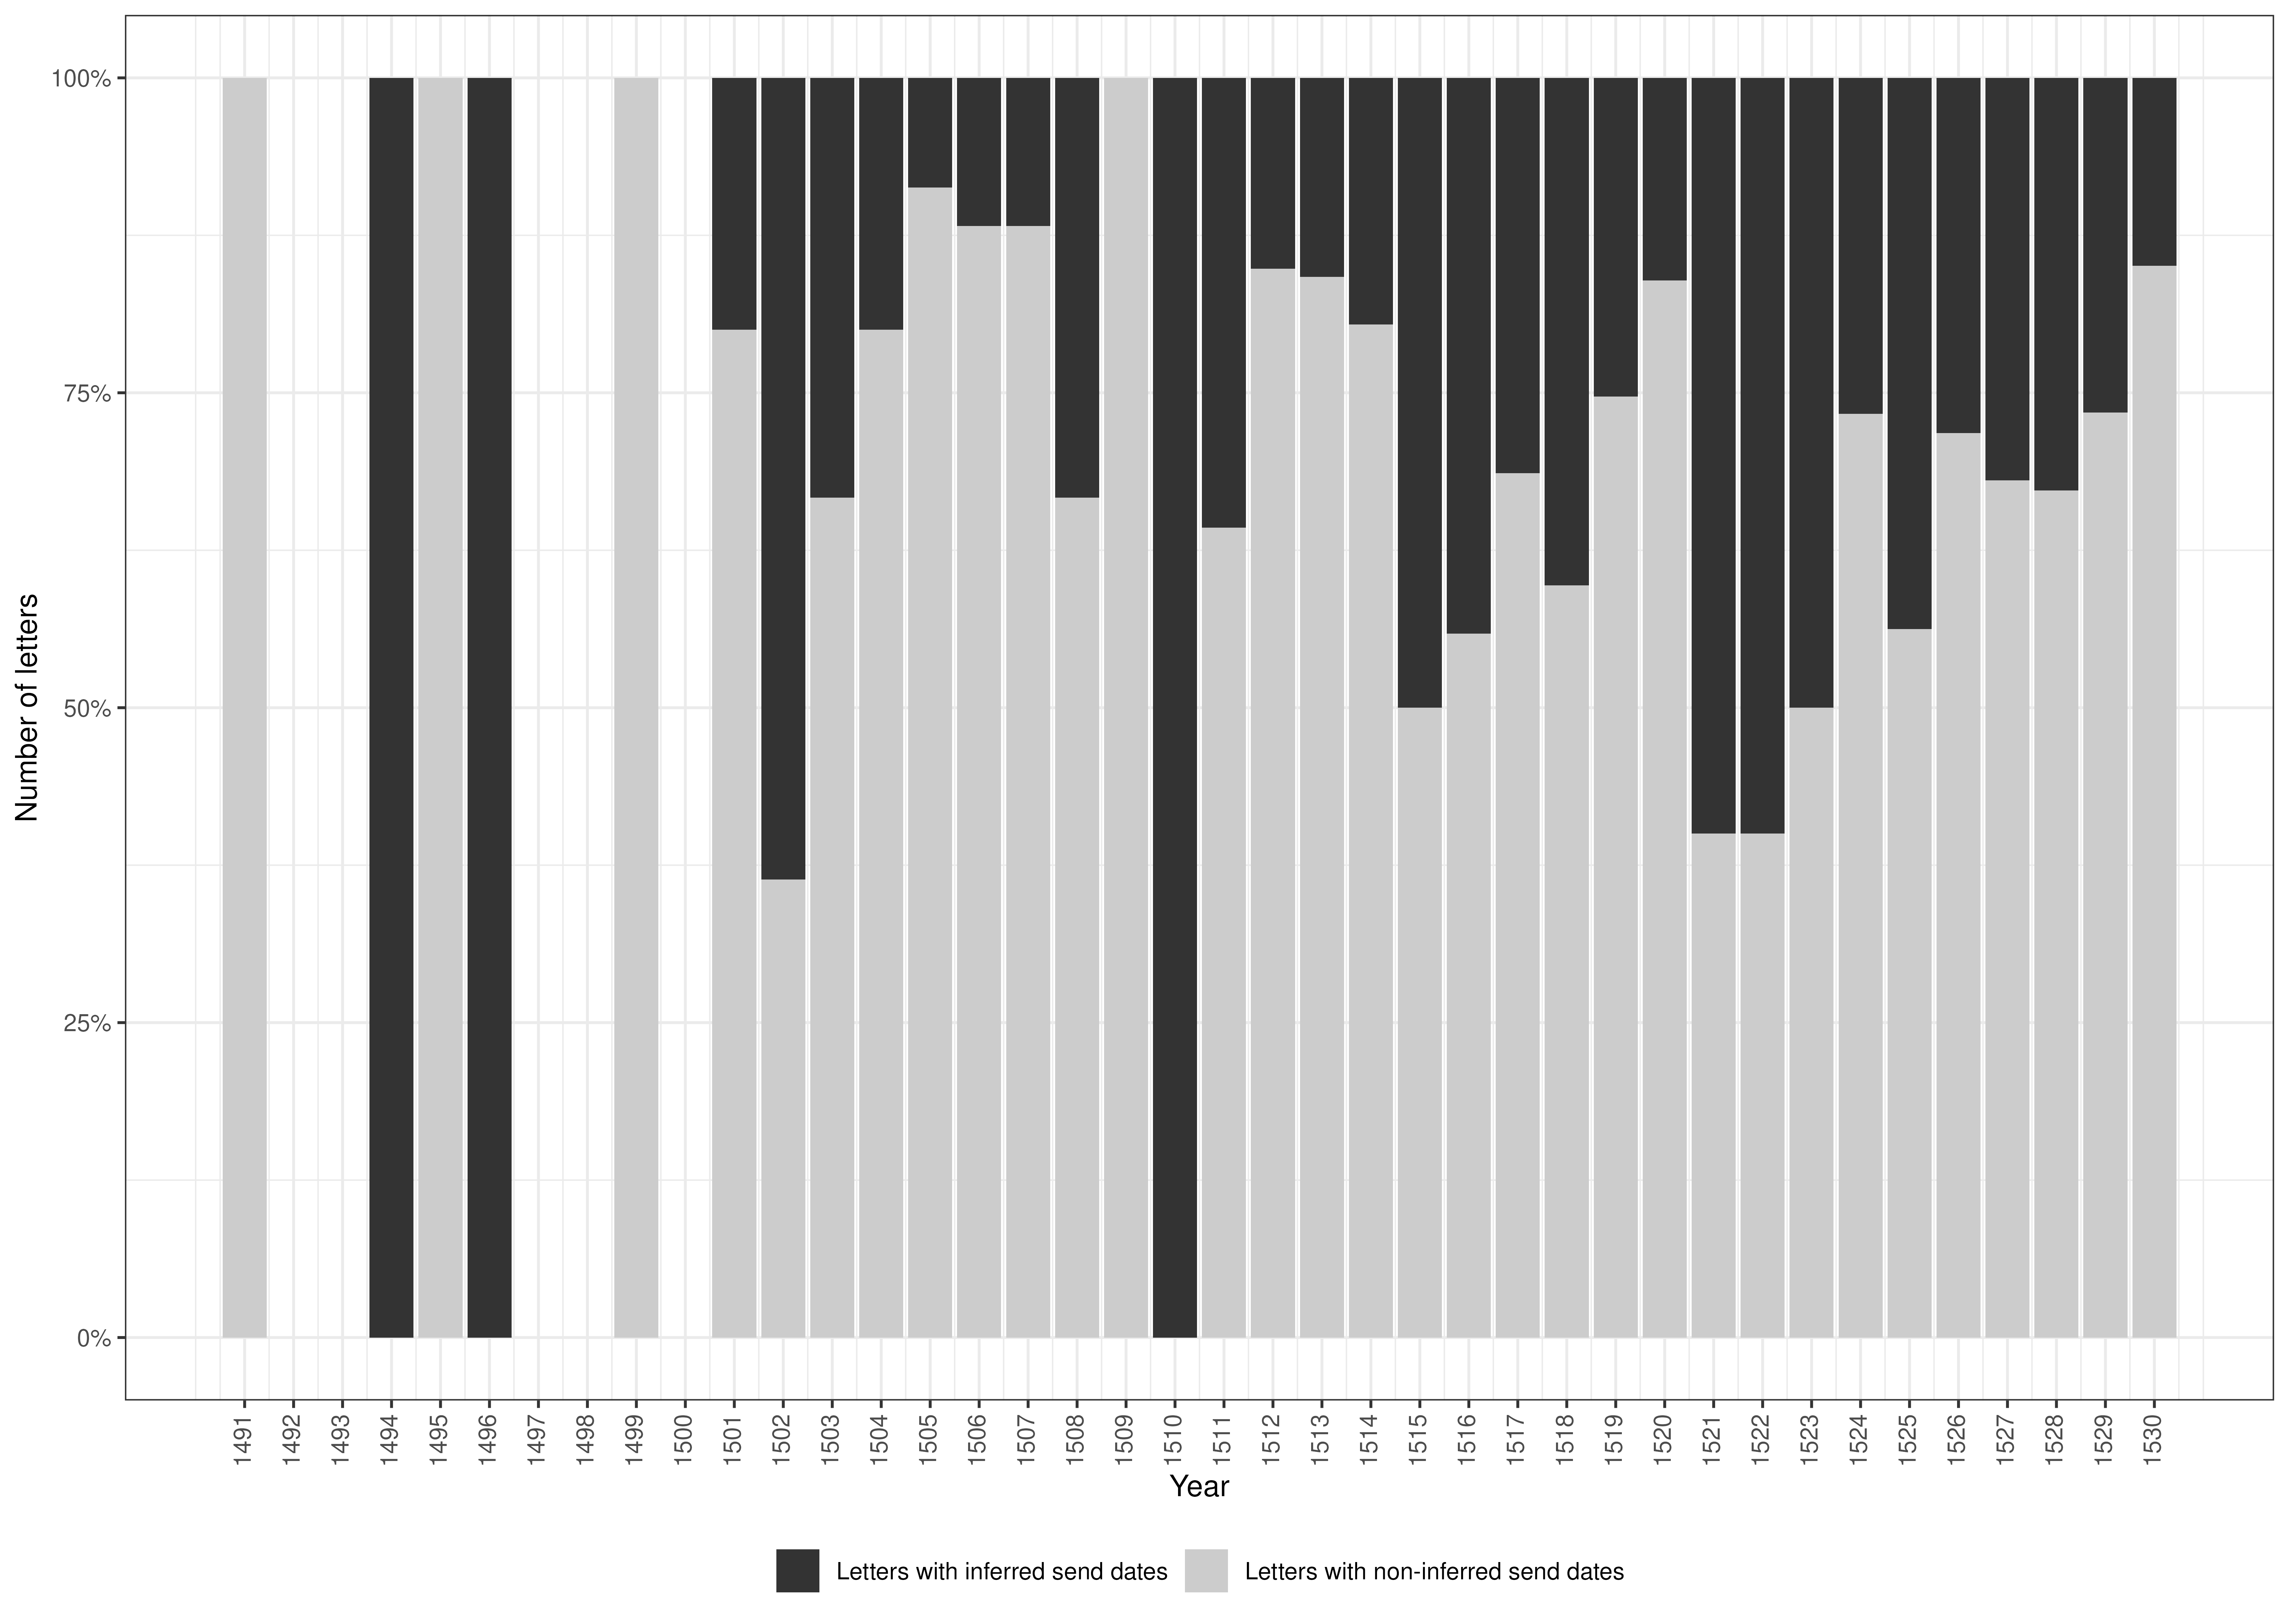 Number of letters
100%
75%
50%
25%
0%
1491 1492 1493 1494 1495 1496 1497 1498 1499 1500 1501 1502 1503 1504 1505 1506 1507 1508 1509 1510 1511 1512 1513 1514 1515 1516 1517 1518 1519 1520 1521 1522 1523 1524 1525 1526 1527 1528 1529 1530
Year
Letters with inferred send dates Letters with non-inferred send dates